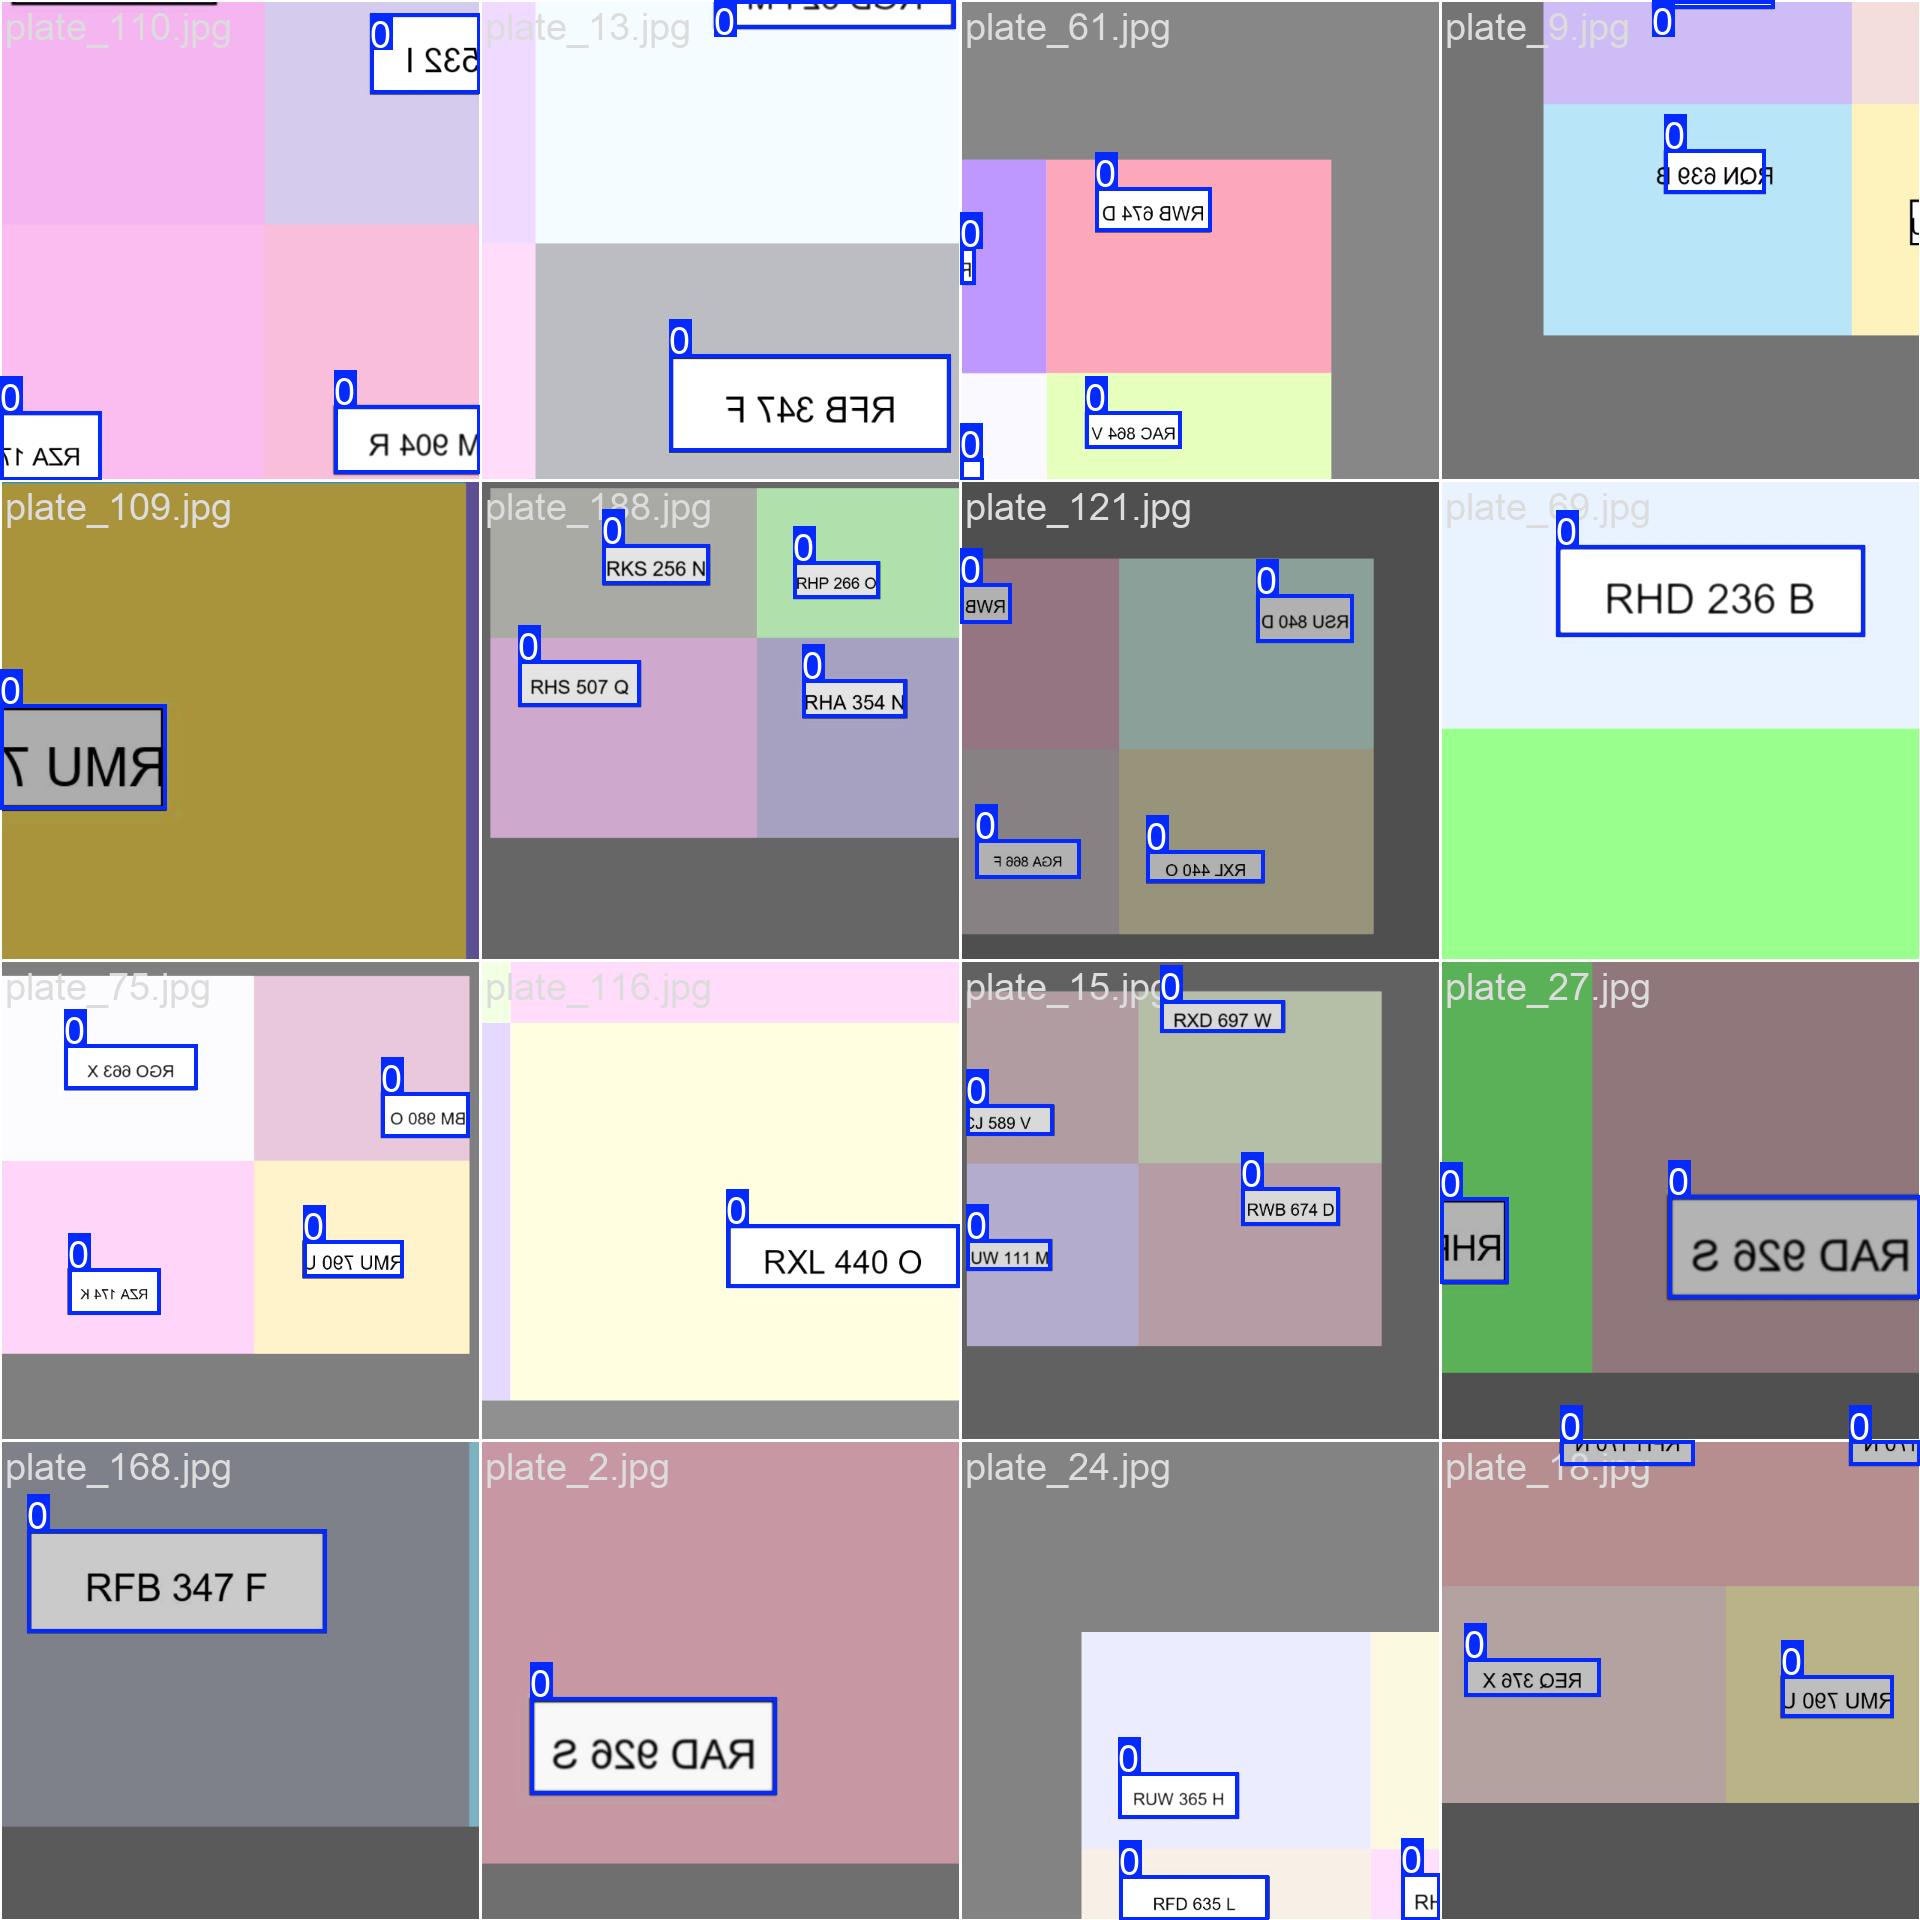 plate_110.jpg
0
532 I
0
RZA 17
0
M 904 R
plate_13.jpg
0
0
RFB 347 F
plate_61.jpg
0
RWB 674 D
0
0
RAC 864 V
0
plate_9.jpg
0
0
RQN 639 B
plate_109.jpg
0
RMU 7
plate_188.jpg
0
RKS 256 N
0
RHP 266 O
0
RHS 507 Q
0
RHA 354 N
plate_121.jpg
0
RWB
0
RSU 840 D
0
RGA 866 F
0
RXL 440 O
plate_69.jpg
0
RHD 236 B
plate_75.jpg
0
RGO 663 X
0
BM 980 O
0
RZA 174 K
0
RMU 790 U
plate_116.jpg
0
RXL 440 O
plate_15.jpg
0
RXD 697 W
0
CJ 589 V
0
RWB 674 D
0
UW 111 M
plate_27.jpg
0
RHP
0
RAD 926 S
plate_168.jpg
0
RFB 347 F
plate_2.jpg
0
RAD 926 S
plate_24.jpg
0
RUW 365 H
0
RFD 635 L
0
RH
plate_18.jpg
0
0
0
REQ 376 X
0
RMU 790 U